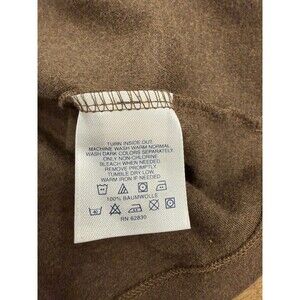 TURN INSIDE OUT.
MACHINE WASH WARM NORMAL.
WASH DARK COLORS SEPARATELY.
ONLY NON-CHLORINE
BLEACH WHEN NEEDED.
REMOVE PROMPTLY.
TUMBLE DRY LOW.
WARM IRON IF NEEDED.
100% BAUMWOLLE
RN 62830